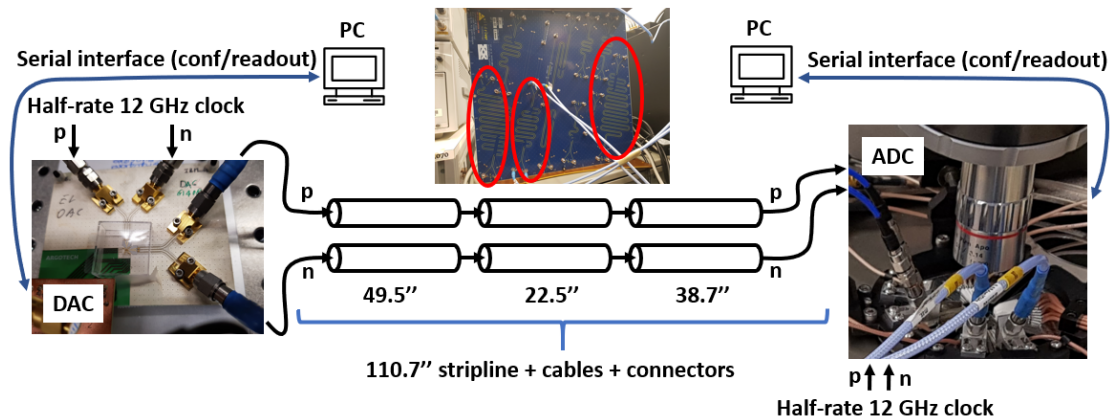 PC
PC
Serial interface (conf/readout)
Serial interface (conf/readout)
Half-rate 12 GHz clock
p
n
DAC
ADC
p
p
n
n
49.5’’
22.5’’
38.7’’
110.7’’ stripline + cables + connectors
p
n
Half-rate 12 GHz clock